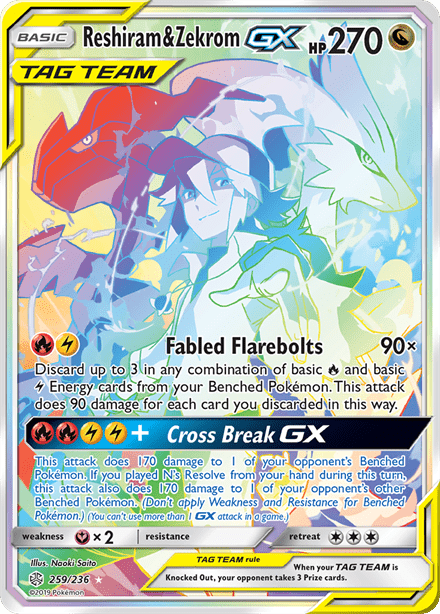 BASIC Reshiram&Zekrom GX HP 270
TAG TEAM
Fabled Flarebolts 90×
Discard up to 3 in any combination of basic and basic
Energy cards from your Benched Pokémon. This attack
does 90 damage for each card you discarded in this way.
+ Cross Break GX
This attack does 170 damage to 1 of your opponent's Benched
Pokémon. If you played N's Resolve from your hand during this turn,
this attack also does 170 damage to 1 of your opponent's other
Benched Pokémon. (Don't apply Weakness and Resistance for Benched
Pokémon.) (You can't use more than 1 GX attack in a game.)
weakness × 2 resistance retreat
Illus. Naoki Saito
TAG TEAM rule
259/236
When your TAG TEAM is
Knocked Out, your opponent takes 3 Prize cards.
©2019 Pokémon